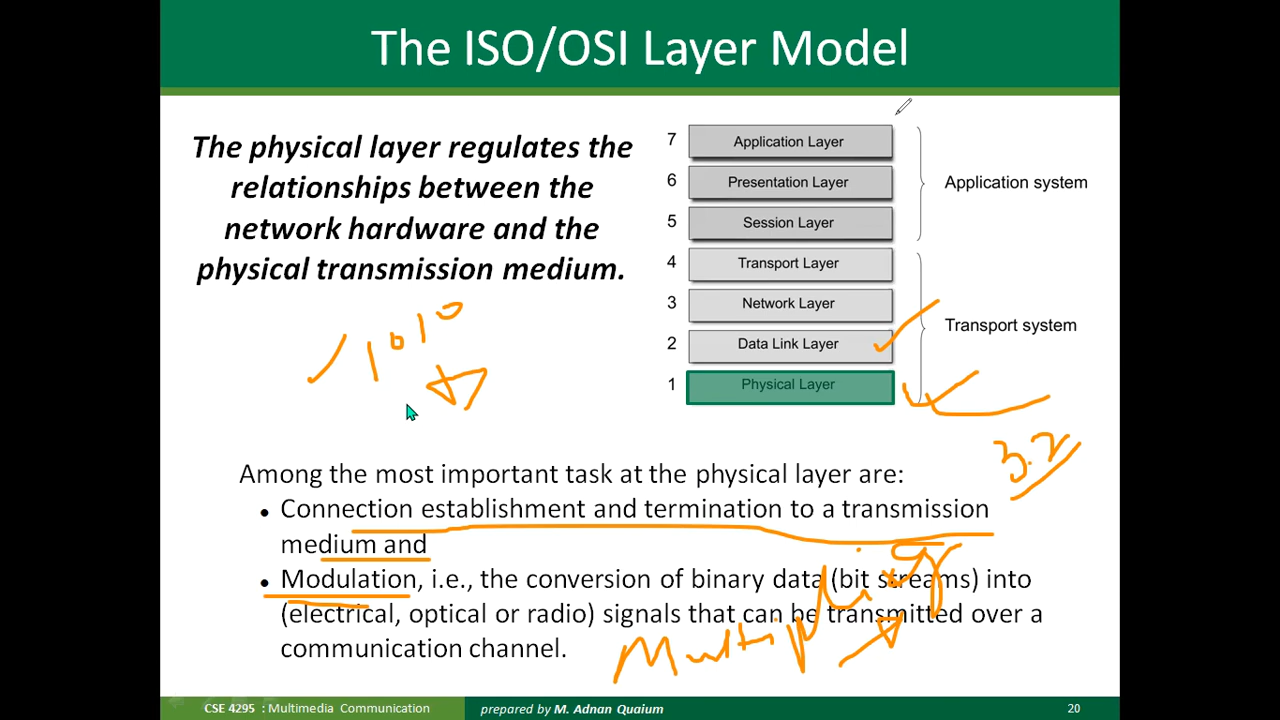 The ISO/OSI Layer Model
The physical layer regulates the
relationships between the
network hardware and the
physical transmission medium.
7 Application Layer
6 Presentation Layer
5 Session Layer
Application system
4 Transport Layer
3 Network Layer
2 Data Link Layer
1 Physical Layer
Transport system
1010
3.2
Among the most important task at the physical layer are:
• Connection establishment and termination to a transmission
medium and
• Modulation, i.e., the conversion of binary data (bit streams) into
(electrical, optical or radio) signals that can be transmitted over a
communication channel.
CSE 4295 : Multimedia Communication
prepared by M. Adnan Quaium
20